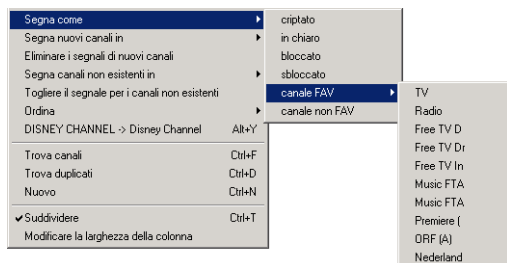 Segna come
Segna nuovi canali in
Eliminare i segnali di nuovi canali
Segna canali non esistenti in
Togliere il segnale per i canali non esistenti
Ordina
DISNEY CHANNEL -> Disney Channel Alt+Y
Trova canali Ctrl+F
Trova duplicati Ctrl+D
Nuovo Ctrl+N
Suddividere Ctrl+T
Modificare la larghezza della colonna
criptato
in chiaro
bloccato
sbloccato
canale FAV
canale non FAV
TV
Radio
Free TV D
Free TV Dr
Free TV In
Music FTA
Music FTA
Premiere (
ORF (A)
Nederland